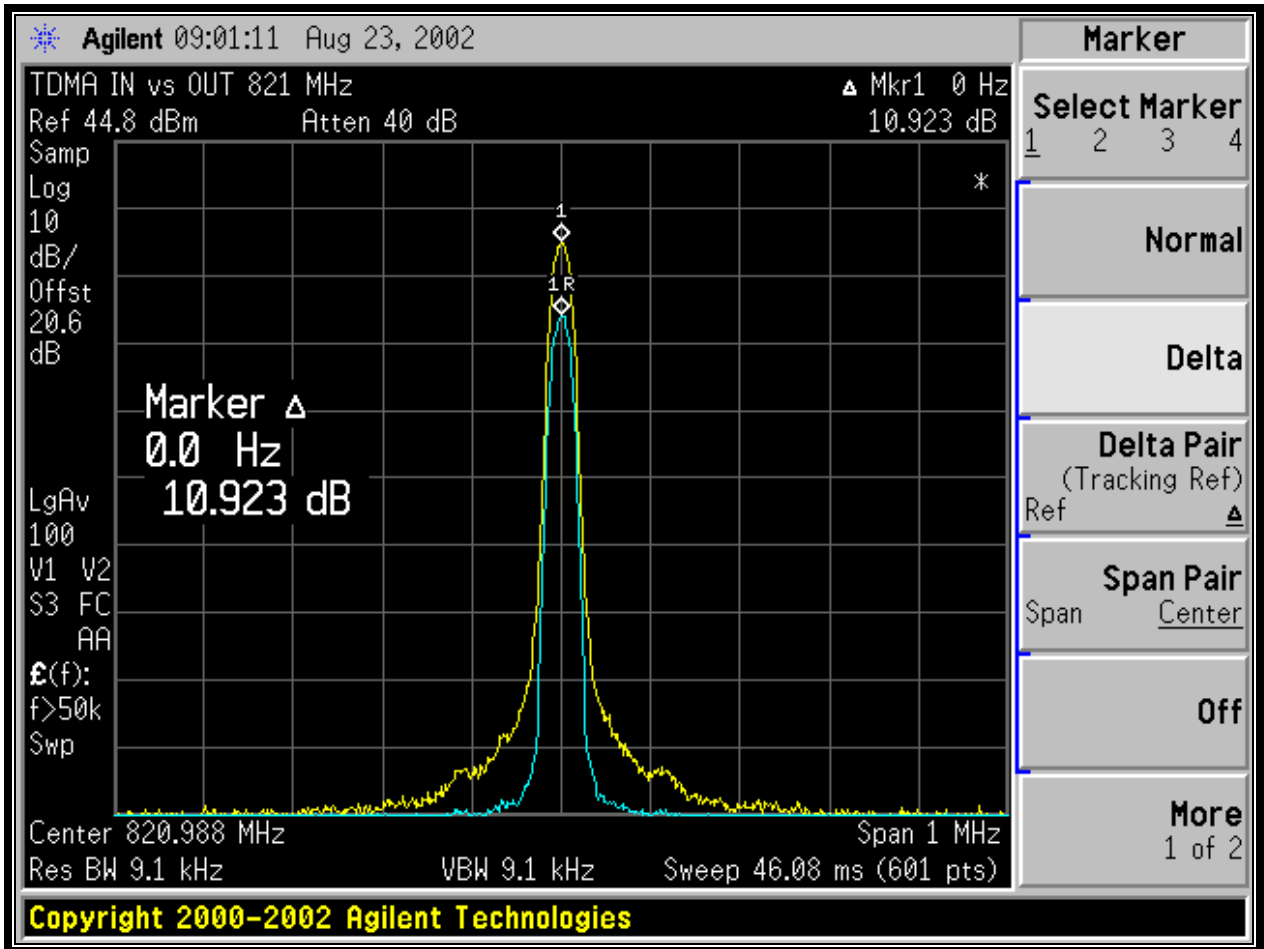 Agilent 09:01:11 Aug 23, 2002
TDMA IN vs OUT 821 MHz
Δ Mkr1 0 Hz
Ref 44.8 dBm Atten 40 dB
10.923 dB
Samp
Log
10
dB/
Offst
20.6
dB
*
1
1R
Marker Δ
0.0 Hz
10.923 dB
LgAv
100
V1 V2
S3 FC
AA
£(f):
f>50k
Swp
Center 820.988 MHz
Span 1 MHz
Res BW 9.1 kHz VBW 9.1 kHz Sweep 46.08 ms (601 pts)
Marker
Select Marker
1 2 3 4
Normal
Delta
Delta Pair
(Tracking Ref)
Ref Δ
Span Pair
Span Center
Off
More
1 of 2
Copyright 2000-2002 Agilent Technologies